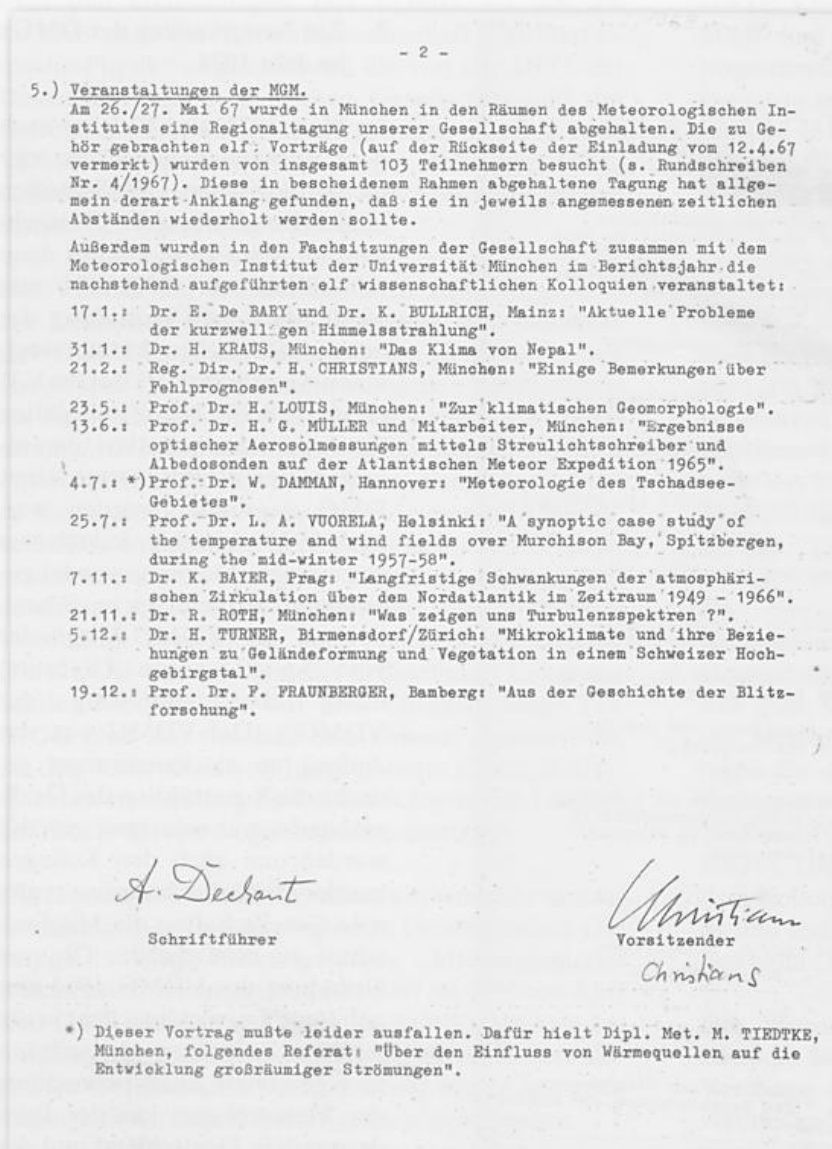 - 2 -
5.) Veranstaltungen der MGM.
Am 26./27. Mai 67 wurde in München in den Räumen des Meteorologischen In-
stitutes eine Regionaltagung unserer Gesellschaft abgehalten. Die zu Ge-
hör gebrachten elf Vorträge (auf der Rückseite der Einladung vom 12.4.67
vermerkt) wurden von insgesamt 103 Teilnehmern besucht (s. Rundschreiben
Nr. 4/1967). Diese in bescheidenem Rahmen abgehaltene Tagung hat allge-
mein derart Anklang gefunden, daß sie in jeweils angemessenen zeitlichen
Abständen wiederholt werden sollte.
Außerdem wurden in den Fachsitzungen der Gesellschaft zusammen mit dem
Meteorologischen Institut der Universität München im Berichtsjahr die
nachstehend aufgeführten elf wissenschaftlichen Kolloquien veranstaltet:
17.1.: Dr. E. De BARY und Dr. K. BULLRICH, Mainz: "Aktuelle Probleme
der kurzwelligen Himmelsstrahlung".
31.1.: Dr. H. KRAUS, München: "Das Klima von Nepal".
21.2.: Reg. Dir. Dr. H. CHRISTIANS, München: "Einige Bemerkungen über
Fehlprognosen".
23.5.: Prof. Dr. H. LOUIS, München: "Zur klimatischen Geomorphologie".
13.6.: Prof. Dr. H. G. MÜLLER und Mitarbeiter, München: "Ergebnisse
optischer Aerosolmessungen mittels Streulichtschreiber und
Albedosonden auf der Atlantischen Meteor Expedition 1965".
4.7.: *) Prof. Dr. W. DAMMAN, Hannover: "Meteorologie des Tschadsee-
Gebietes".
25.7.: Prof. Dr. L. A. VUORELA, Helsinki: "A synoptic case study of
the temperature and wind fields over Murchison Bay, Spitzbergen,
during the mid-winter 1957-58".
7.11.: Dr. K. BAYER, Prag: "Langfristige Schwankungen der atmosphäri-
schen Zirkulation über dem Nordatlantik im Zeitraum 1949 - 1966".
21.11.: Dr. R. ROTH, München: "Was zeigen uns Turbulenzspektren ?".
5.12.: Dr. H. TURNER, Birmensdorf/Zürich: "Mikroklimate und ihre Bezie-
hungen zu Geländeformung und Vegetation in einem Schweizer Hoch-
gebirgstal".
19.12.: Prof. Dr. F. FRAUNBERGER, Bamberg: "Aus der Geschichte der Blitz-
forschung".
A. Dechant Christians
Schriftführer Vorsitzender
Christians
*) Dieser Vortrag mußte leider ausfallen. Dafür hielt Dipl. Met. M. TIEDTKE,
München, folgendes Referat: "Über den Einfluss von Wärmequellen auf die
Entwicklung großräumiger Strömungen".